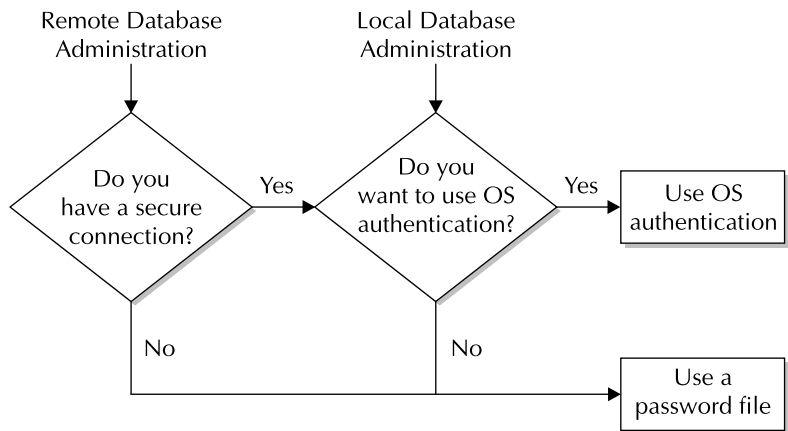 Remote Database
Administration
Local Database
Administration
Do you
have a secure
connection?
Yes
Do you
want to use OS
authentication?
Yes
Use OS
authentication
No
No
Use a
password file